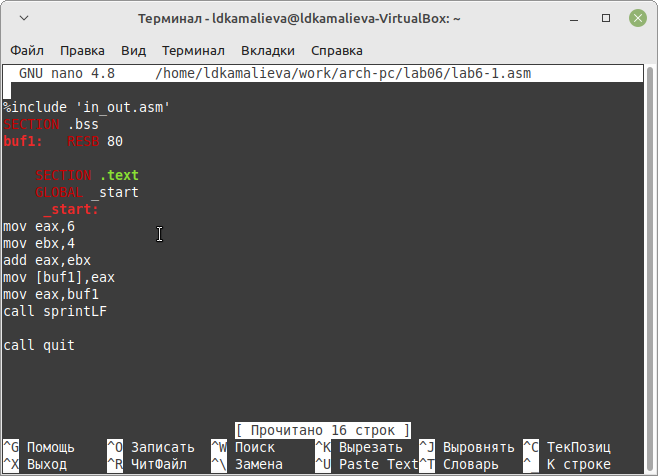 Терминал - ldkamalieva@ldkamalieva-VirtualBox: ~
Файл Правка Вид Терминал Вкладки Справка
GNU nano 4.8 /home/ldkamalieva/work/arch-pc/lab06/lab6-1.asm
%include 'in_out.asm'
SECTION .bss
buf1: RESB 80
SECTION .text
GLOBAL _start
_start:
mov eax,6
mov ebx,4
add eax,ebx
mov [buf1],eax
mov eax,buf1
call sprintLF
call quit
[ Прочитано 16 строк ]
^G Помощь ^O Записать ^W Поиск ^K Вырезать ^J Выровнять ^C ТекПозиц
^X Выход ^R ЧитФайл ^\ Замена ^U Paste Text ^T Словарь ^_ К строке